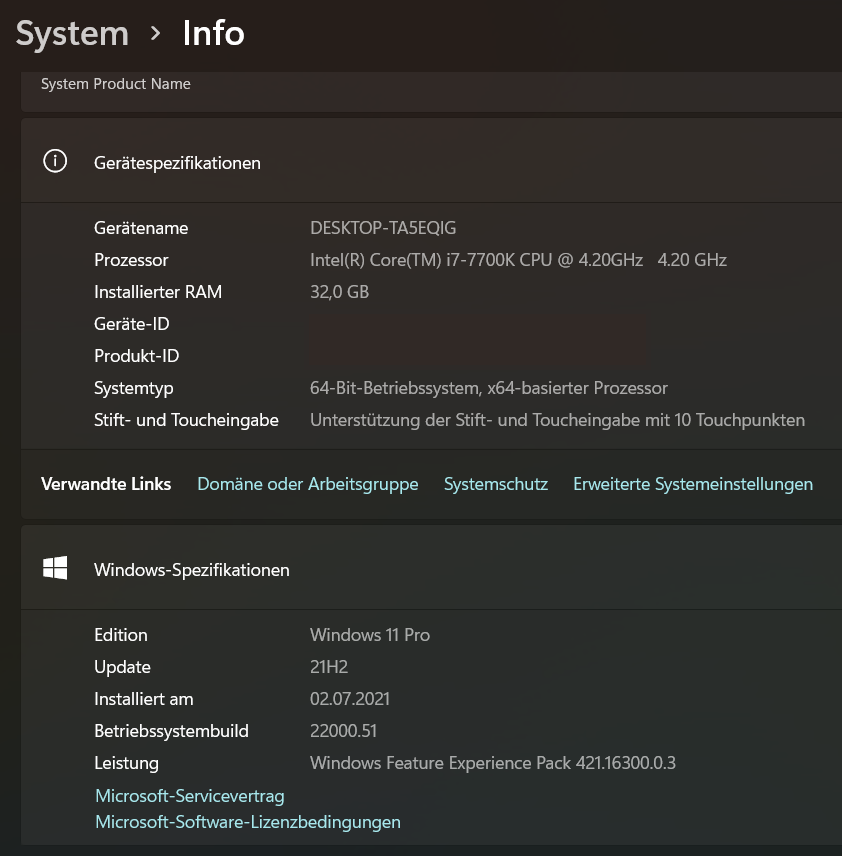 System > Info
System Product Name
Gerätespezifikationen
Gerätename DESKTOP-TA5EQIG
Prozessor Intel(R) Core(TM) i7-7700K CPU @ 4.20GHz 4.20 GHz
Installierter RAM 32,0 GB
Geräte-ID
Produkt-ID
Systemtyp 64-Bit-Betriebssystem, x64-basierter Prozessor
Stift- und Toucheingabe Unterstützung der Stift- und Toucheingabe mit 10 Touchpunkten
Verwandte Links Domäne oder Arbeitsgruppe Systemschutz Erweiterte Systemeinstellungen
Windows-Spezifikationen
Edition Windows 11 Pro
Update 21H2
Installiert am 02.07.2021
Betriebssystembuild 22000.51
Leistung Windows Feature Experience Pack 421.16300.0.3
Microsoft-Servicevertrag
Microsoft-Software-Lizenzbedingungen